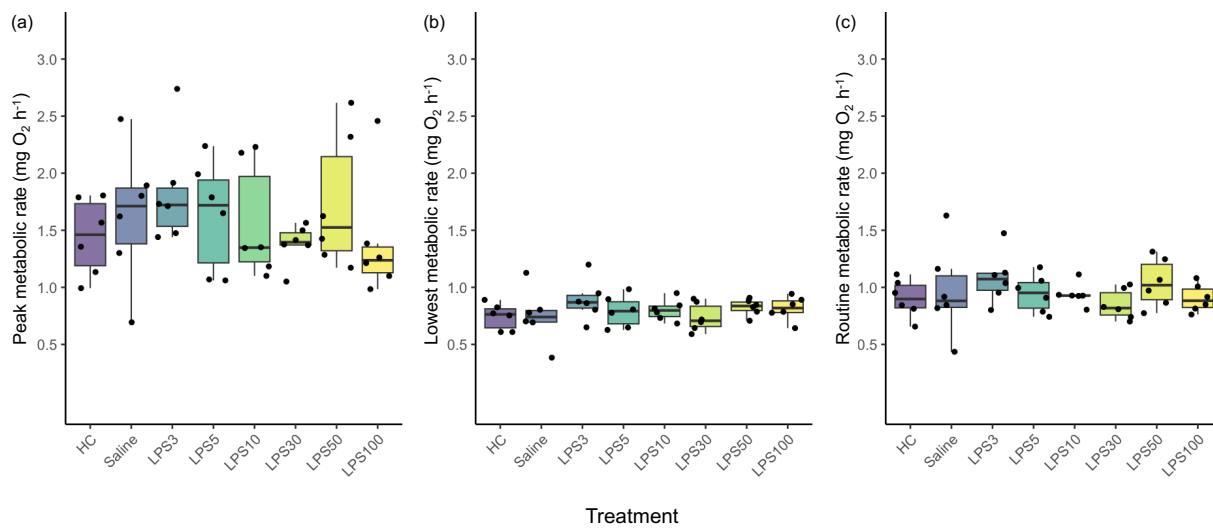 (a)
Peak metabolic rate (mg O₂ h⁻¹)
3.0
2.5
2.0
1.5
1.0
0.5
HC
Saline
LPS3
LPS5
LPS10
LPS30
LPS50
LPS100
(b)
Lowest metabolic rate (mg O₂ h⁻¹)
3.0
2.5
2.0
1.5
1.0
0.5
HC
Saline
LPS3
LPS5
LPS10
LPS30
LPS50
LPS100
(c)
Routine metabolic rate (mg O₂ h⁻¹)
3.0
2.5
2.0
1.5
1.0
0.5
HC
Saline
LPS3
LPS5
LPS10
LPS30
LPS50
LPS100
Treatment